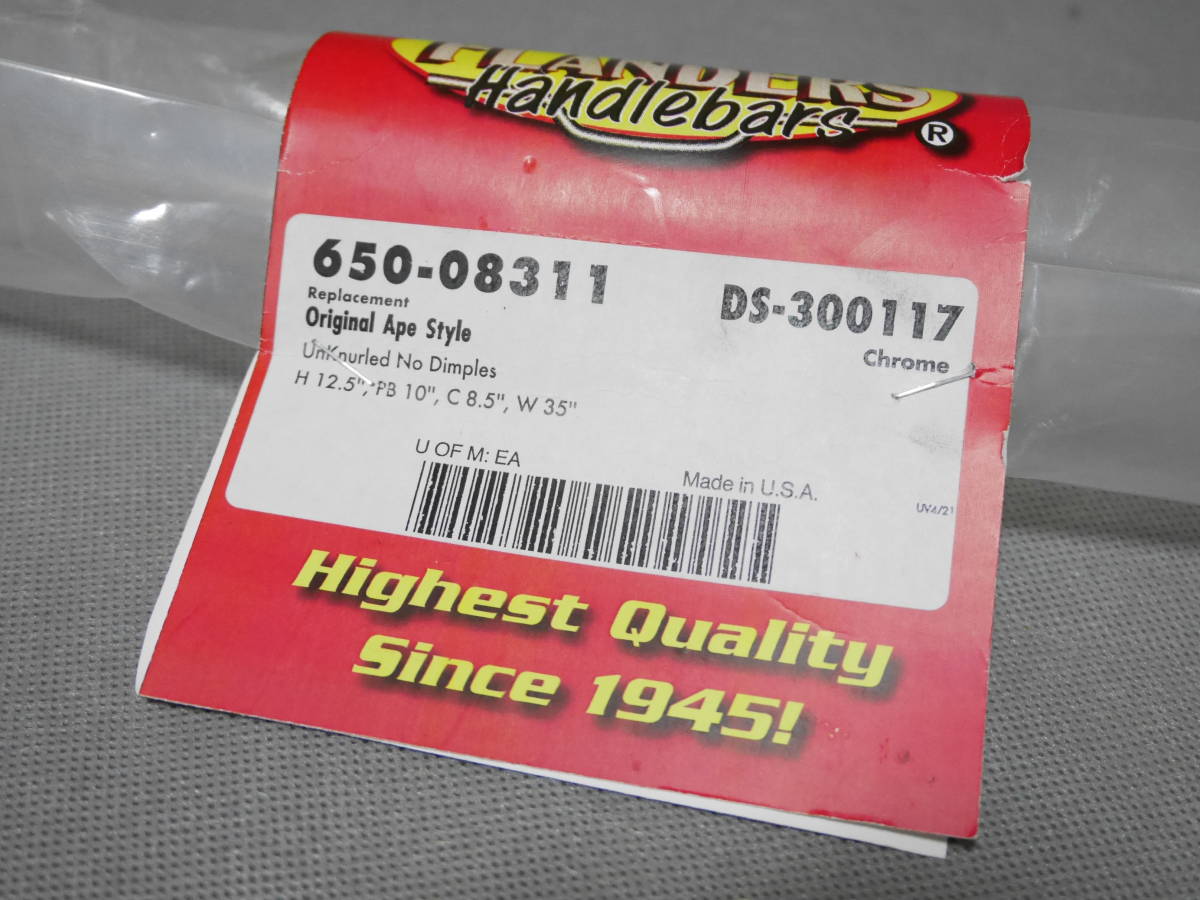 FLANDERS
Handlebars®
650-08311
DS-300117
Replacement
Original Ape Style
Chrome
UnKnurled No Dimples
H 12.5", PB 10", C 8.5", W 35"
U OF M: EA
Made in U.S.A.
UV4/21
Highest Quality
Since 1945!